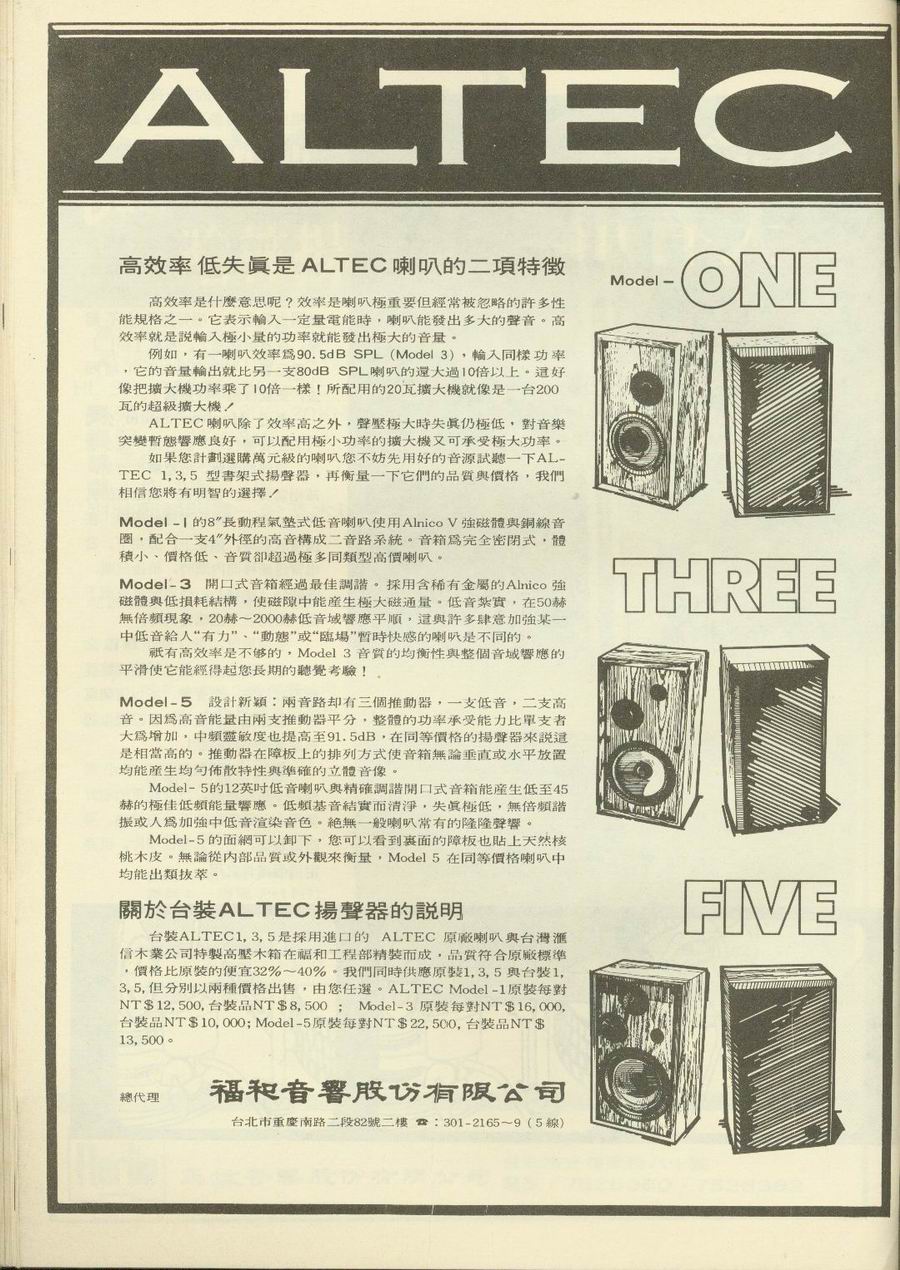 ALTEC
高效率低失眞是ALTEC喇叭的二項特徵
高效率是什麼意思呢?效率是喇叭極重要但經常被忽略的許多性
能規格之一。它表示輸入一定量電能時,喇叭能發出多大的聲音。高
效率就是説輸入極小量的功率就能發出極大的音量。
例如,有一喇叭效率爲90.5dB SPL (Model 3),輸入同樣功率
,它的音量輸出就比另一支80dB SPL喇叭的還大過10倍以上。這好
像把擴大機功率乘了10倍一樣!所配用的20瓦擴大機就像是一台200
瓦的超級擴大機!
ALTEC喇叭除了效率高之外,聲壓極大時失眞仍極低,對音樂
突變暫態響應良好,可以配用極小功率的擴大機又可承受極大功率。
如果您計劃選購萬元級的喇叭您不妨先用好的音源試聽一下AL-
TEC 1,3,5 型書架式揚聲器,再衡量一下它們的品質與價格,我們
相信您將有明智的選擇!
Model -1 的8″長動程氣墊式低音喇叭使用Alnico V 強磁體與銅線音
圈,配合一支4″外徑的高音構成二音路系統。音箱爲完全密閉式,體
積小、價格低、音質卻超過極多同類型高價喇叭。
Model-3 開口式音箱經過最佳調諧。採用含稀有金屬的Alnico 強
磁體與低損耗結構,使磁隙中能産生極大磁通量。低音紮實,在50赫
無倍頻現象,20赫~2000赫低音域響應平順,這與許多肆意加強某一
中低音給人“有力”、“動態”或“臨場”暫時快感的喇叭是不同的。
祇有高效率是不够的,Model 3 音質的均衡性與整個音域響應的
平滑使它能經得起您長期的聽覺考驗!
Model-5 設計新穎:兩音路却有三個推動器,一支低音,二支高
音。因爲高音能量由兩支推動器平分,整體的功率承受能力比單支者
大爲增加,中頻靈敏度也提高至91.5dB,在同等價格的揚聲器來説這
是相當高的。推動器在障板上的排列方式使音箱無論垂直或水平放置
均能産生均勻佈散特性與準確的立體音像。
Model- 5的12英吋低音喇叭與精確調諧開口式音箱能産生低至45
赫的極佳低頻能量響應。低頻基音結實而清淨,失眞極低,無倍頻諧
振或人爲加強中低音渲染音色。絶無一般喇叭常有的隆隆聲響。
Model-5 的面網可以卸下,您可以看到裏面的障板也貼上天然核
桃木皮。無論從内部品質或外觀來衡量,Model 5 在同等價格喇叭中
均能出類拔萃。
關於台裝ALTEC揚聲器的説明
台裝ALTEC1, 3, 5是採用進口的 ALTEC 原廠喇叭與台灣滙
信木業公司特製高壓木箱在福和工程部精裝而成,品質符合原廠標準
,價格比原裝的便宜32%~40%。我們同時供應原裝1, 3, 5 與台裝1,
3, 5, 但分別以兩種價格出售,由您任選。ALTEC Model -1原裝每對
NT$12, 500, 台裝品NT$8, 500 ; Model-3 原裝每對NT$16, 000,
台裝品NT$10, 000; Model-5原裝每對NT$22, 500, 台裝品NT$
13, 500。
總代理 福和音響股份有限公司
台北市重慶南路二段82號二樓 ☎:301-2165~9 (5線)
Model - ONE
THREE
FIVE